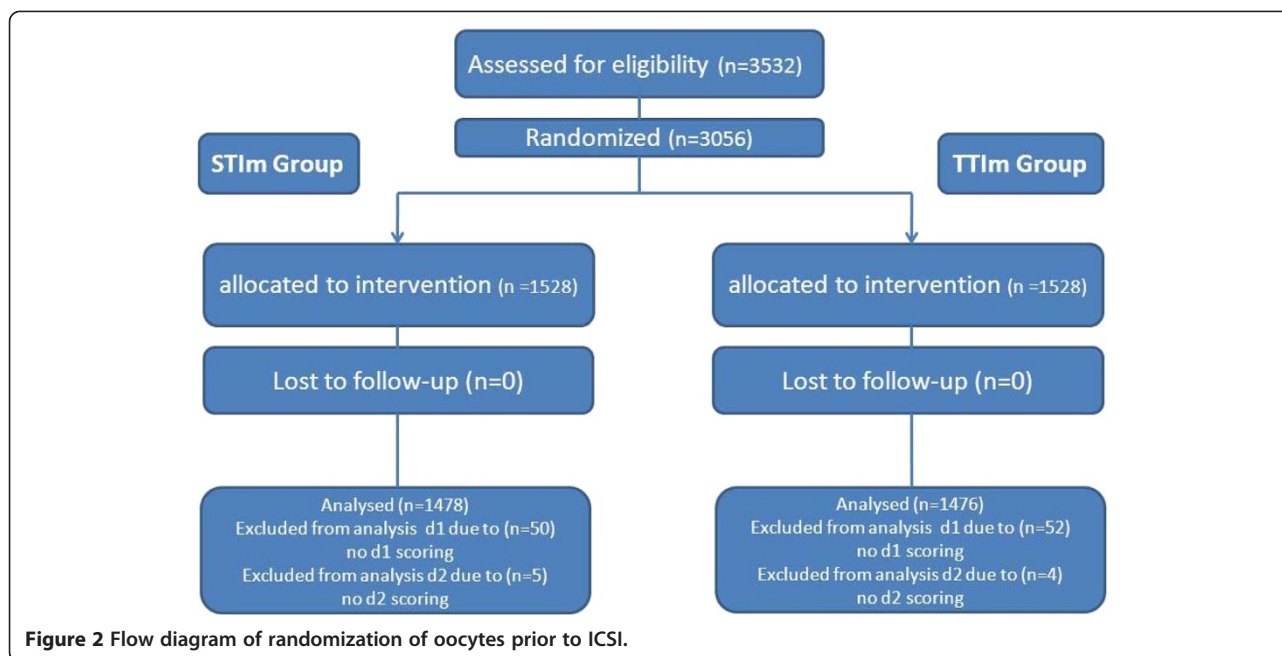 Assessed for eligibility (n=3532)
Randomized (n=3056)
STIm Group
TTIm Group
allocated to intervention (n =1528)
allocated to intervention (n =1528)
Lost to follow-up (n=0)
Lost to follow-up (n=0)
Analysed (n=1478)
Excluded from analysis d1 due to (n=50)
no d1 scoring
Excluded from analysis d2 due to (n=5)
no d2 scoring
Analysed (n=1476)
Excluded from analysis d1 due to (n=52)
no d1 scoring
Excluded from analysis d2 due to (n=4)
no d2 scoring
Figure 2 Flow diagram of randomization of oocytes prior to ICSI.